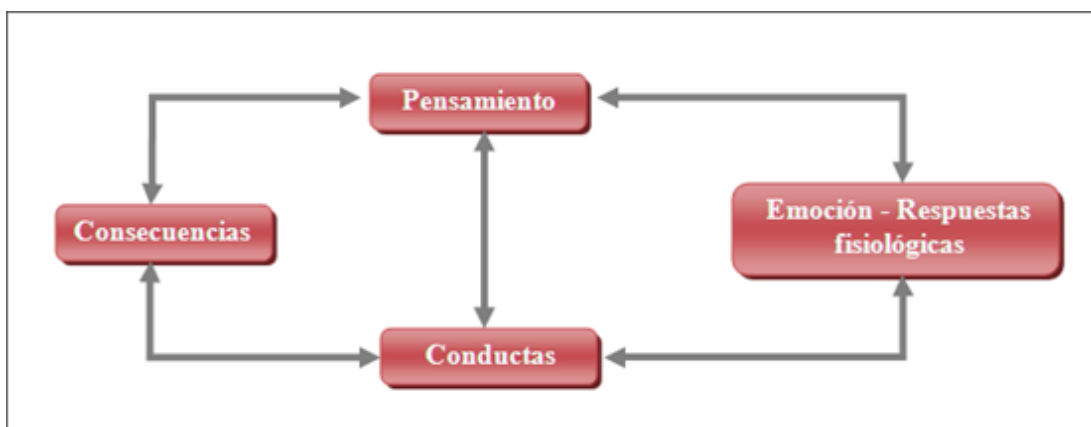 Pensamiento
Consecuencias
Emoción - Respuestas
fisiológicas
Conductas